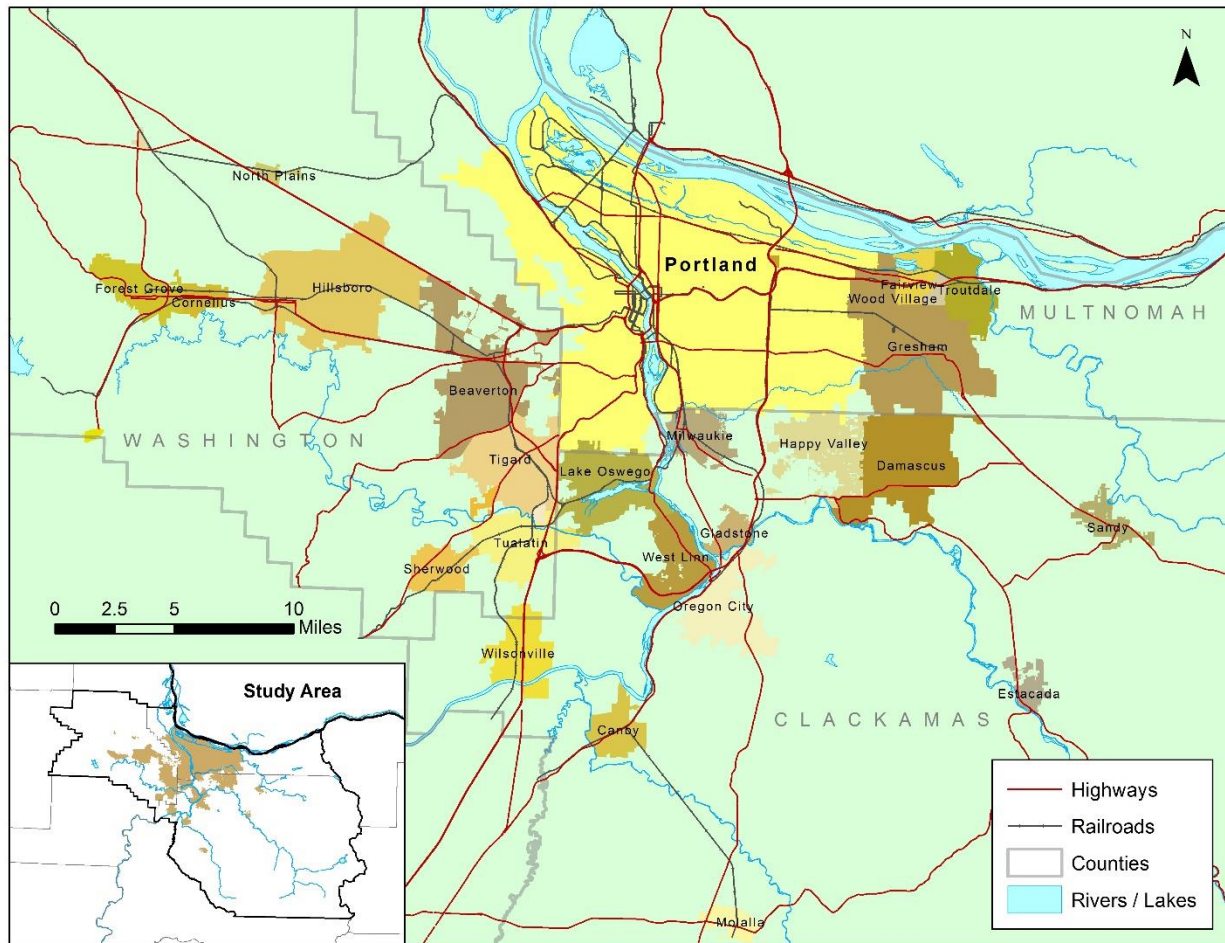 N
North Plains
Portland
Forest Grove
Cornelius
Hillsboro
Fairview
Wood Village
Troutdale
MULTNOMAH
Gresham
Beaverton
WASHINGTON
Milwaukie
Happy Valley
Tigard
Lake Oswego
Damascus
Sandy
Gladstone
Tualatin
West Linn
Sherwood
Oregon City
0 2.5 5 10
Miles
Wilsonville
Estacada
CLACKAMAS
Canby
Molalla
Study Area
Highways
Railroads
Counties
Rivers / Lakes